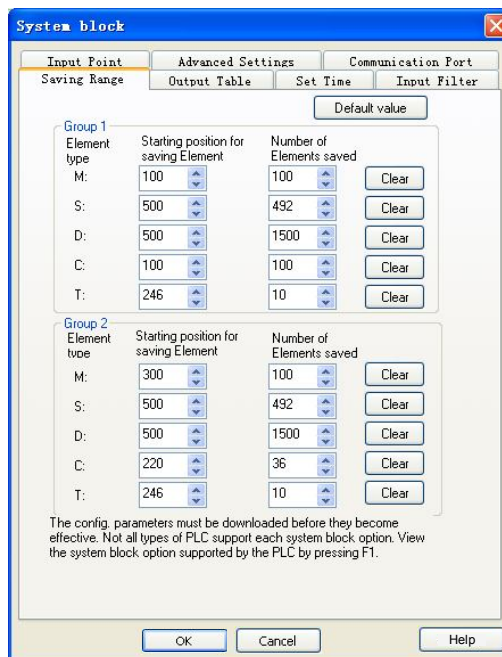 System block
Input Point Advanced Settings Communication Port
Saving Range Output Table Set Time Input Filter
Default value
Group 1
Element type Starting position for saving Element Number of Elements saved
M: 100 100 Clear
S: 500 492 Clear
D: 500 1500 Clear
C: 100 100 Clear
T: 246 10 Clear
Group 2
Element type Starting position for saving Element Number of Elements saved
M: 300 100 Clear
S: 500 492 Clear
D: 500 1500 Clear
C: 220 36 Clear
T: 246 10 Clear
The config. parameters must be downloaded before they become
effective. Not all types of PLC support each system block option. View
the system block option supported by the PLC by pressing F1.
OK Cancel Help